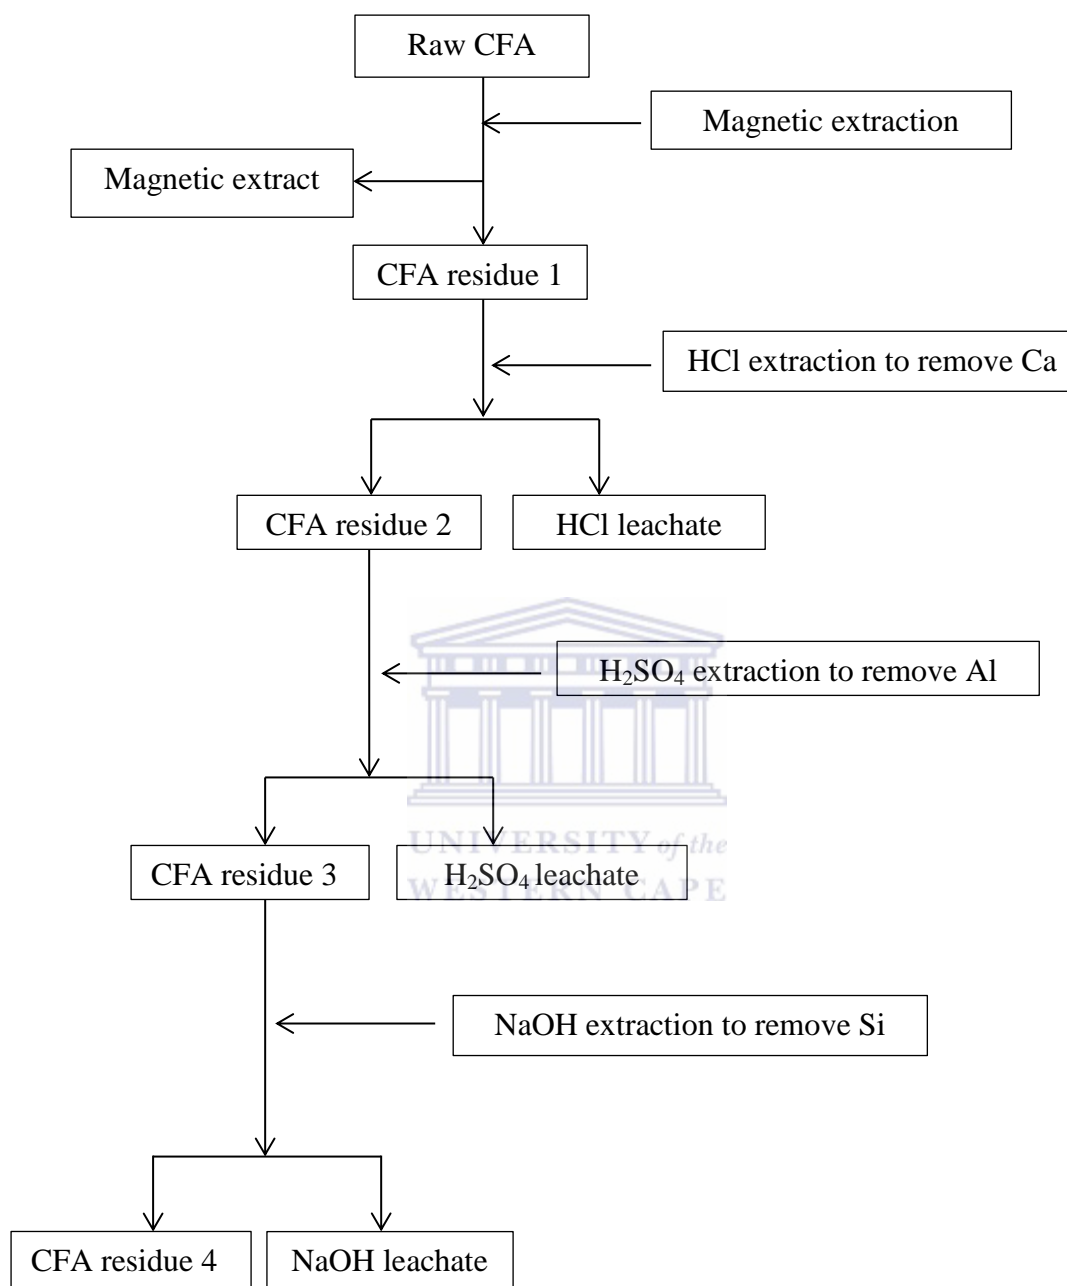 Raw CFA
Magnetic extraction
Magnetic extract
CFA residue 1
HCl extraction to remove Ca
CFA residue 2
HCl leachate
H₂SO₄ extraction to remove Al
UNIVERSITY of the
WESTERN CAPE
CFA residue 3
H₂SO₄ leachate
NaOH extraction to remove Si
CFA residue 4
NaOH leachate